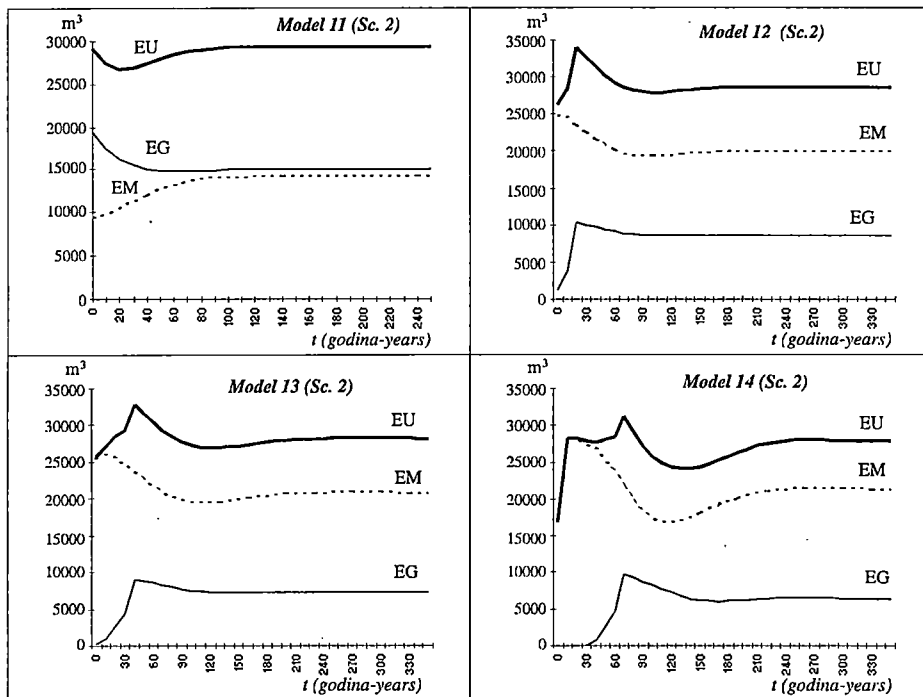 m³
Model 11 (Sc. 2)
30000
25000
20000
15000
10000
5000
0
EU
EG
EM
0 20 40 60 80 100 120 140 160 180 200 220 240
t (godina-years)
m³
Model 12 (Sc.2)
35000
30000
25000
20000
15000
10000
5000
0
EU
EM
EG
0 30 60 90 120 150 180 210 240 270 300 330
t (godina-years)
m³
Model 13 (Sc. 2)
35000
30000
25000
20000
15000
10000
5000
0
EU
EM
EG
0 30 60 90 120 150 180 210 240 270 300 330
t (godina-years)
m³
Model 14 (Sc. 2)
35000
30000
25000
20000
15000
10000
5000
0
EU
EM
EG
0 30 60 90 120 150 180 210 240 270 300 330
t (godina-years)